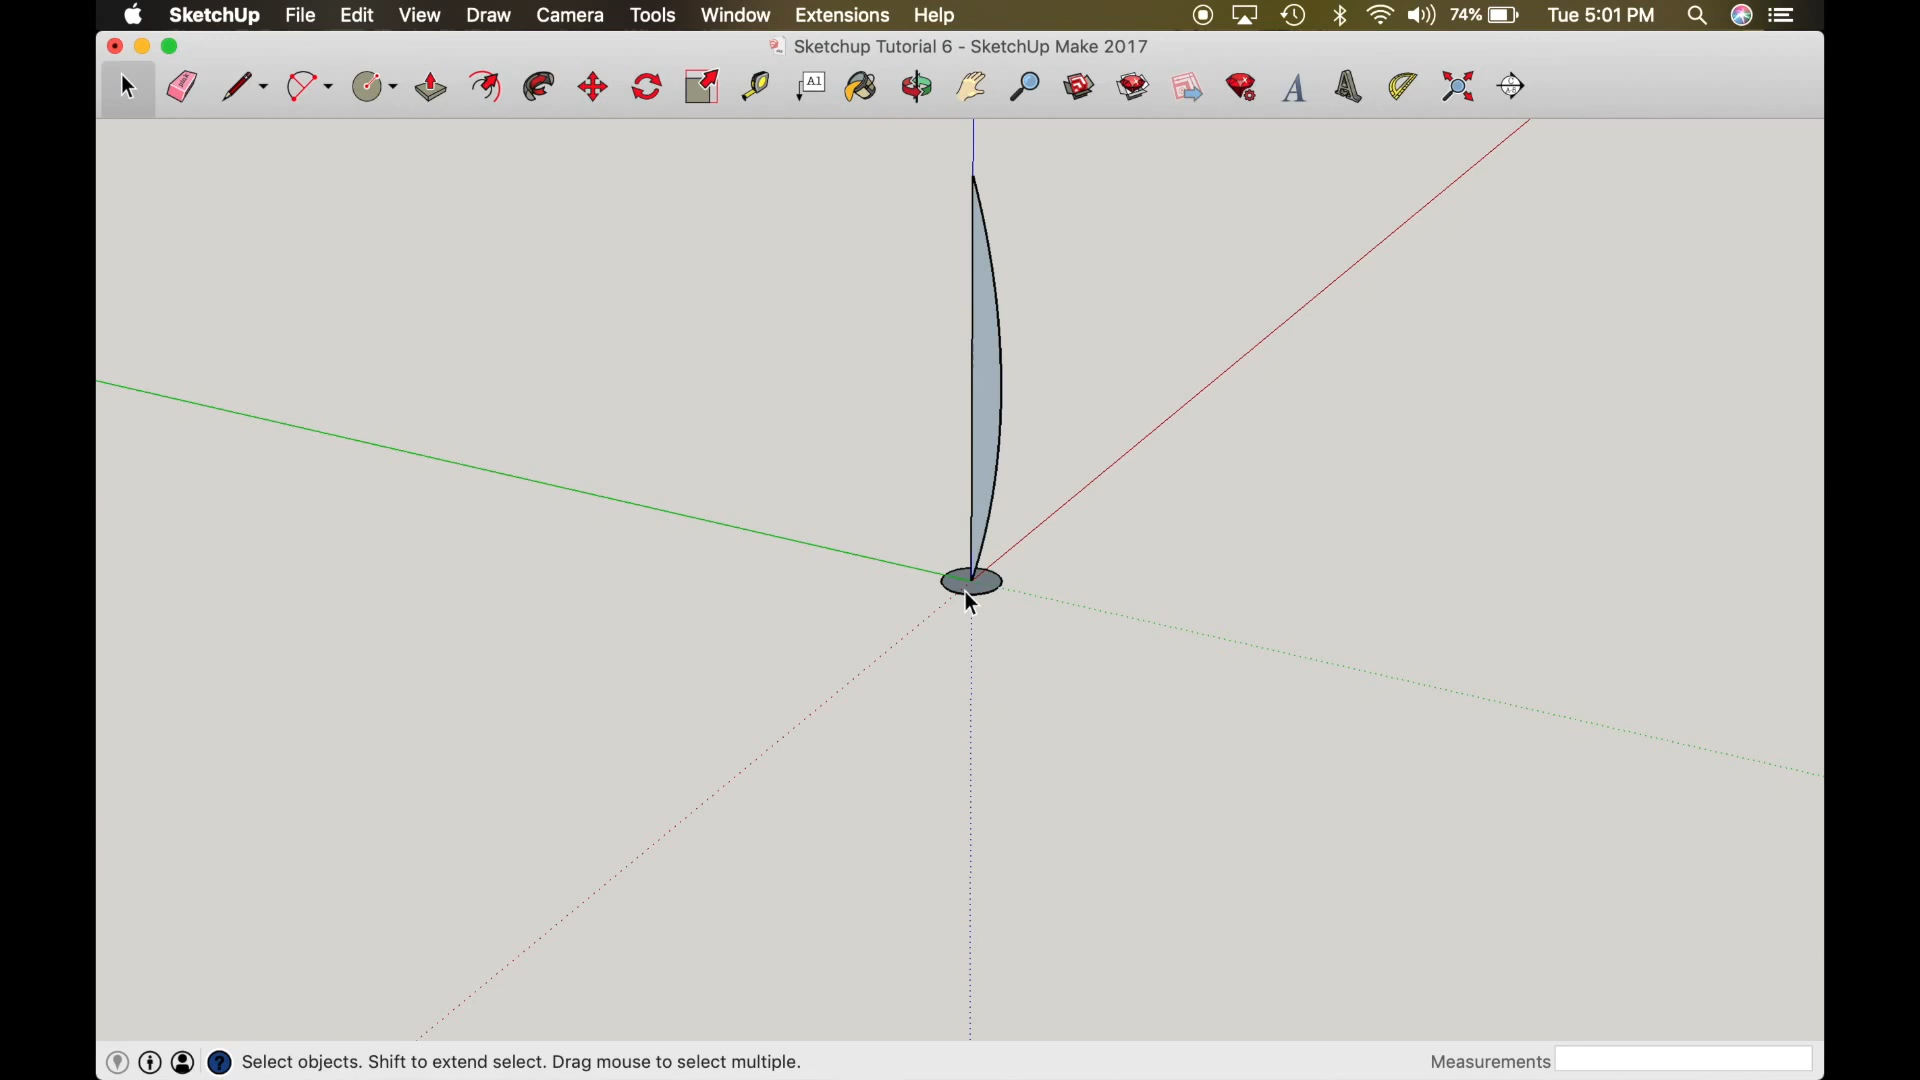 SketchUp File Edit View Draw Camera Tools Window Extensions Help 74% Tue 5:01 PM
Sketchup Tutorial 6 - SketchUp Make 2017
A1
Select objects. Shift to extend select. Drag mouse to select multiple.
Measurements